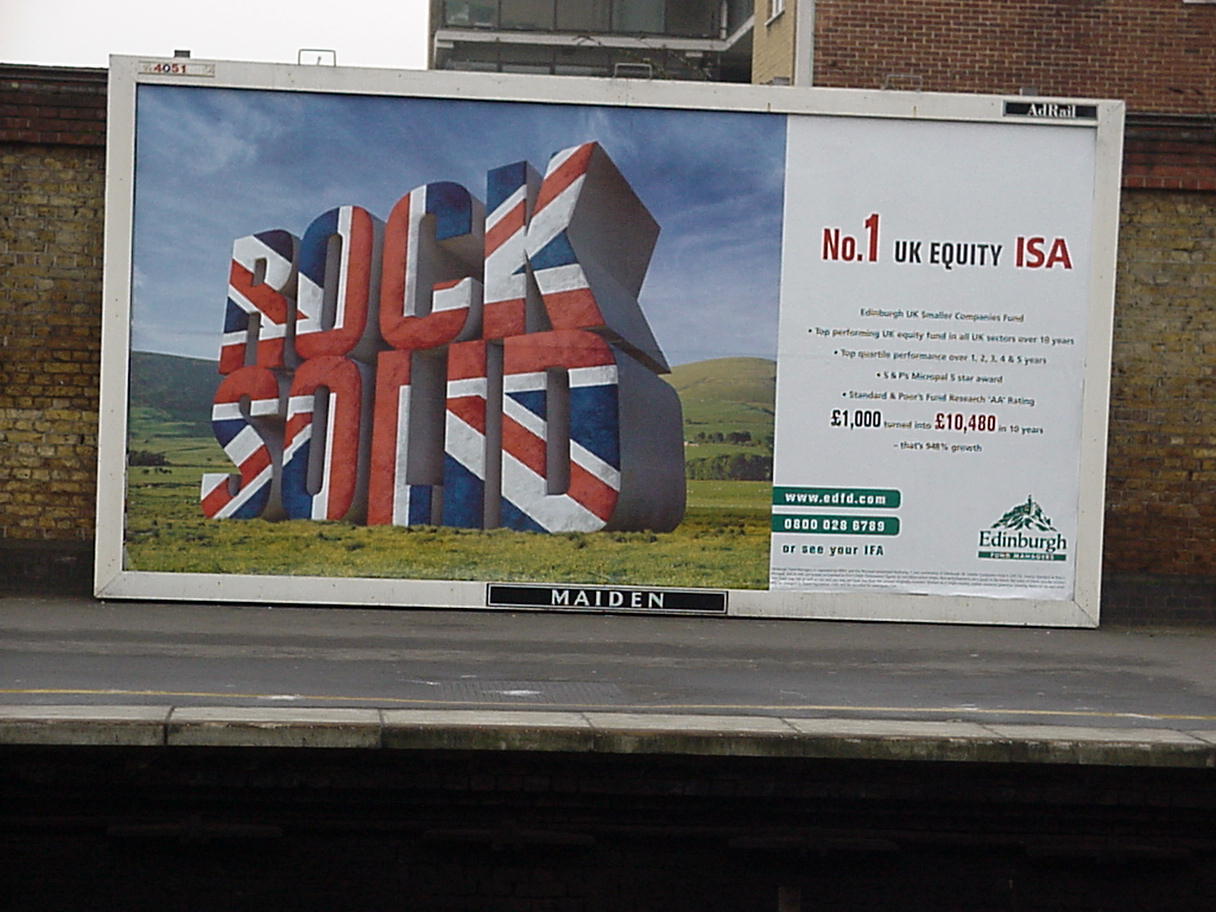 4051
AdRail
ROCK
SOLID
No.1 UK EQUITY ISA
Edinburgh UK Smaller Companies Fund
• Top performing UK equity fund in all UK sectors over 10 years
• Top quartile performance over 1, 2, 3, 4 & 5 years
• S & P's Micropal 5 star award
• Standard & Poor's Fund Research 'AA' Rating
£1,000 turned into £10,480 in 10 years
– that's 948% growth
www.edfd.com
0800 028 6789
or see your IFA
Edinburgh
FUND MANAGERS
MAIDEN